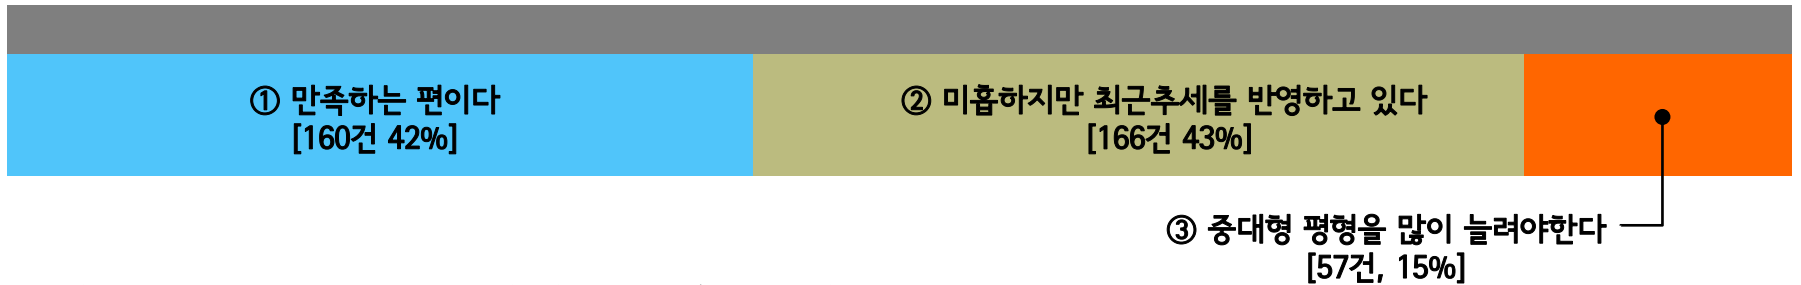 ① 만족하는 편이다
[160건 42%]
② 미흡하지만 최근추세를 반영하고 있다
[166건 43%]
③ 중대형 평형을 많이 늘려야한다
[57건, 15%]